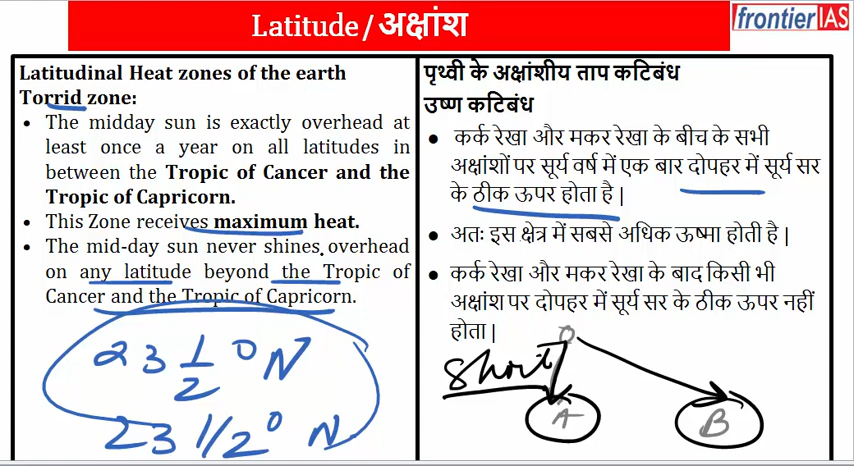 Latitude / अक्षांश
frontierIAS
Latitudinal Heat zones of the earth
Torrid zone:
• The midday sun is exactly overhead at
least once a year on all latitudes in
between the Tropic of Cancer and the
Tropic of Capricorn.
• This Zone receives maximum heat.
• The mid-day sun never shines overhead
on any latitude beyond the Tropic of
Cancer and the Tropic of Capricorn.
23 1/2 ° N
23 1/2 ° N
पृथ्वी के अक्षांशीय ताप कटिबंध
उष्ण कटिबंध
• कर्क रेखा और मकर रेखा के बीच के सभी
अक्षांशों पर सूर्य वर्ष में एक बार दोपहर में सूर्य सर
के ठीक ऊपर होता है |
• अतः इस क्षेत्र में सबसे अधिक ऊष्मा होती है |
• कर्क रेखा और मकर रेखा के बाद किसी भी
अक्षांश पर दोपहर में सूर्य सर के ठीक ऊपर नहीं
होता |
Short
A
B